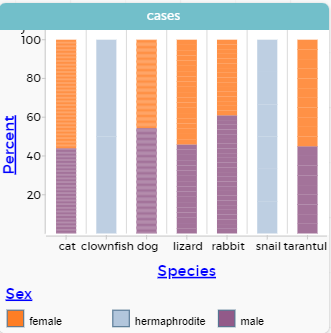 cases
100
80
60
40
20
Percent
cat clownfish dog lizard rabbit snail tarantul
Species
Sex
female hermaphrodite male